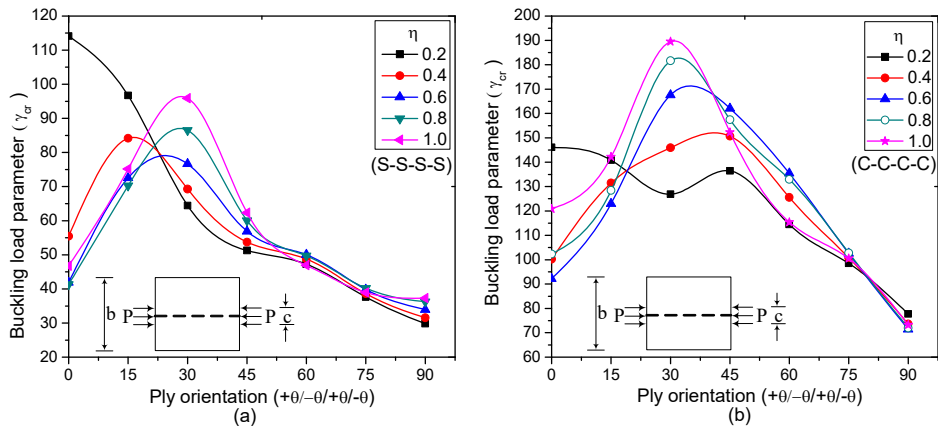 120
110
100
90
80
70
60
50
40
30
20
Buckling load parameter ( γcr )
η
0.2
0.4
0.6
0.8
1.0
(S-S-S-S)
b P P c
0 15 30 45 60 75 90
Ply orientation (+θ/−θ/+θ/-θ)
(a)
200
190
180
170
160
150
140
130
120
110
100
90
80
70
60
Buckling load parameter ( γcr )
η
0.2
0.4
0.6
0.8
1.0
(C-C-C-C)
b P P c
0 15 30 45 60 75 90
Ply orientation (+θ/−θ/+θ/-θ)
(b)